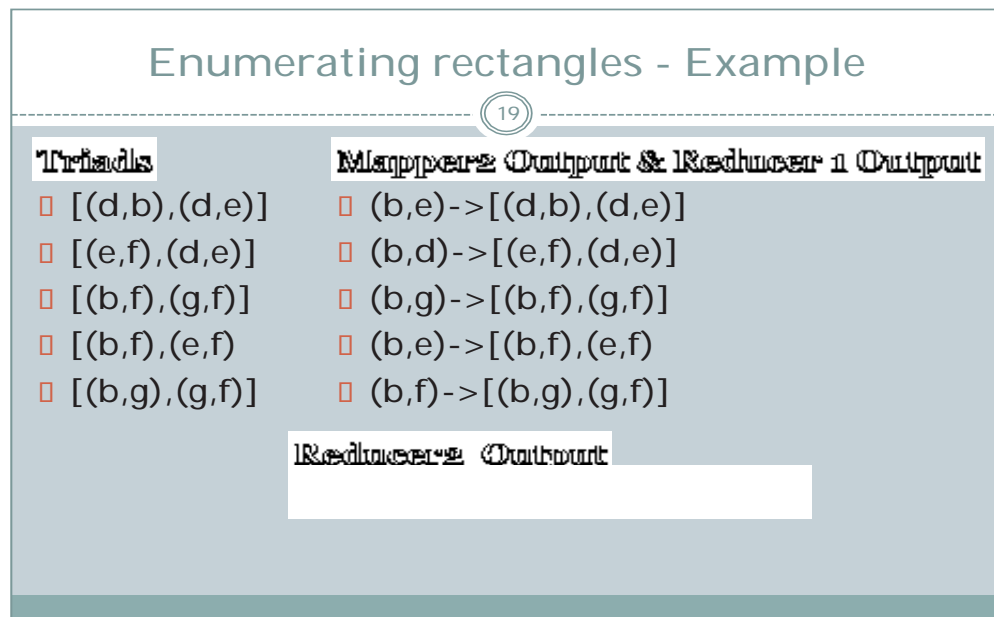 Enumerating rectangles - Example
19
Triads
[(d,b),(d,e)]
[(e,f),(d,e)]
[(b,f),(g,f)]
[(b,f),(e,f)
[(b,g),(g,f)]
Mapper2 Output & Reducer 1 Output
(b,e)->[(d,b),(d,e)]
(b,d)->[(e,f),(d,e)]
(b,g)->[(b,f),(g,f)]
(b,e)->[(b,f),(e,f)
(b,f)->[(b,g),(g,f)]
Reducer2 Output